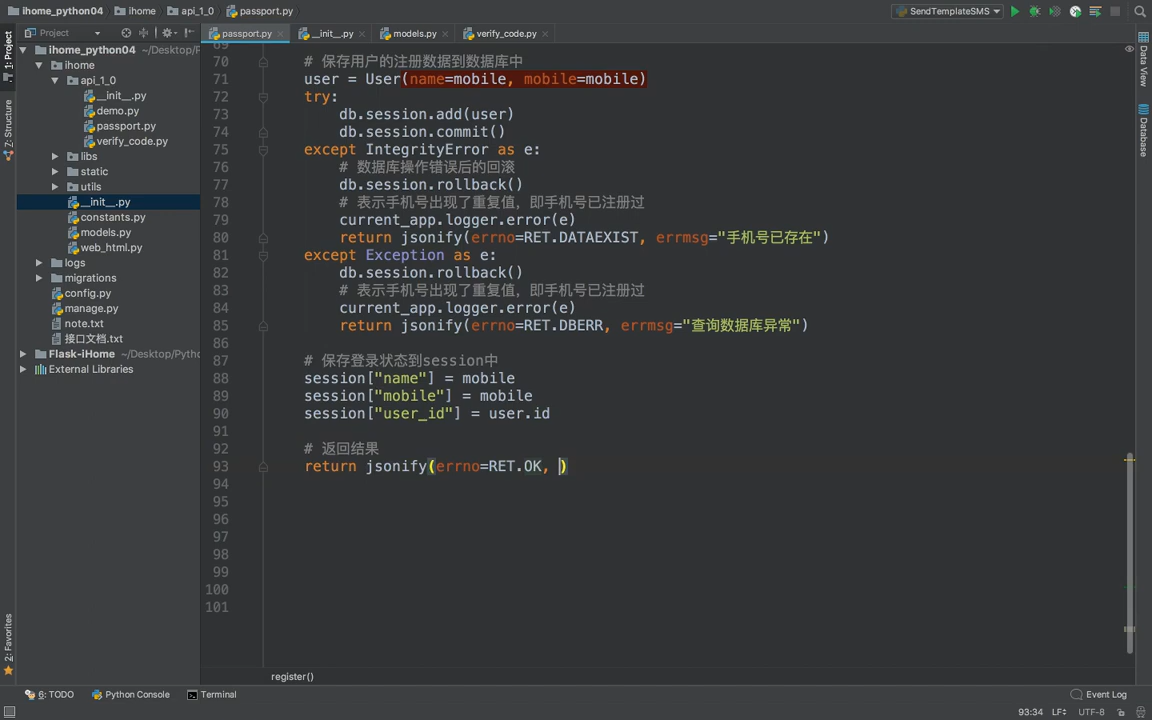 ihome_python04 ihome api_1_0 passport.py SendTemplateSMS
1: Project
Project
passport.py __init__.py models.py verify_code.py
ihome_python04 ~/Desktop/P
ihome
api_1_0
__init__.py
demo.py
passport.py
verify_code.py
libs
static
utils
__init__.py
constants.py
models.py
web_html.py
logs
migrations
config.py
manage.py
note.txt
接口文档.txt
Flask-iHome ~/Desktop/Pytho
External Libraries
Z: Structure
2: Favorites
Data View
Database
69
70 # 保存用户的注册数据到数据库中
71 user = User(name=mobile, mobile=mobile)
72 try:
73 db.session.add(user)
74 db.session.commit()
75 except IntegrityError as e:
76 # 数据库操作错误后的回滚
77 db.session.rollback()
78 # 表示手机号出现了重复值，即手机号已注册过
79 current_app.logger.error(e)
80 return jsonify(errno=RET.DATAEXIST, errmsg="手机号已存在")
81 except Exception as e:
82 db.session.rollback()
83 # 表示手机号出现了重复值，即手机号已注册过
84 current_app.logger.error(e)
85 return jsonify(errno=RET.DBERR, errmsg="查询数据库异常")
86
87 # 保存登录状态到session中
88 session["name"] = mobile
89 session["mobile"] = mobile
90 session["user_id"] = user.id
91
92 # 返回结果
93 return jsonify(errno=RET.OK, )
94
95
96
97
98
99
100
101
register()
6: TODO Python Console Terminal Event Log
93:34 LF UTF-8